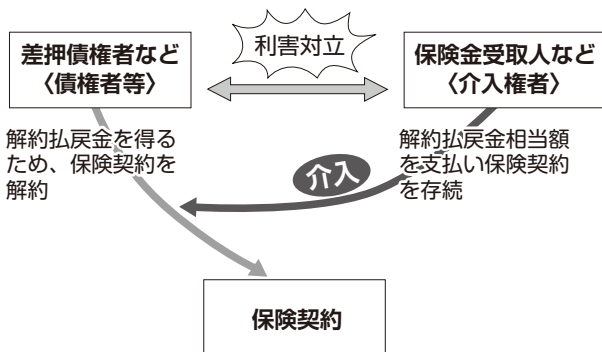 利害対立
差押債権者など
〈債権者等〉
保険金受取人など
〈介入権者〉
解約払戻金を得る
ため、保険契約を
解約
解約払戻金相当額
を支払い保険契約
を存続
介入
保険契約